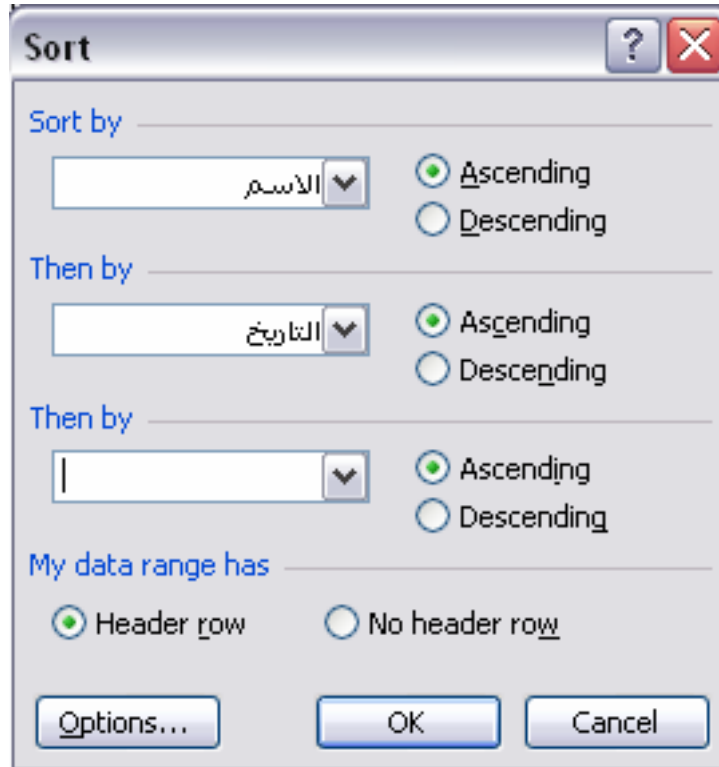 Sort
Sort by
الاسم
Ascending
Descending
Then by
التاريخ
Ascending
Descending
Then by
Ascending
Descending
My data range has
Header row No header row
Options... OK Cancel